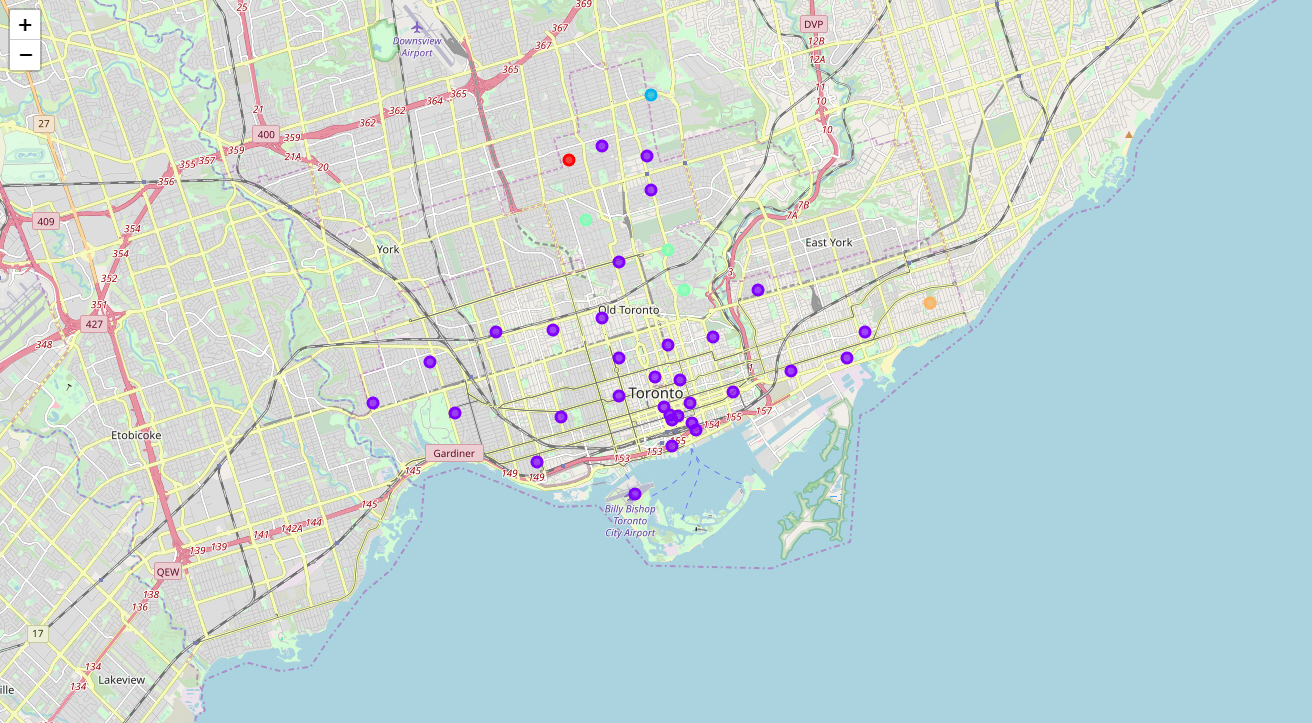 +
−
25
369
367
367
DVP
12B
12A
Downsview
Airport
365
365
364
362
362
11
10
10
21
27
400
359
359
21A
20
355
357
356
409
354
354
352
351
427
348
York
7B
7A
East York
3
Old Toronto
1
Toronto
Etobicoke
157
155
154
155
153
153
Gardiner
145
149
149
145
144
142A
141
139
139
Billy Bishop
Toronto
City Airport
QEW
138
136
17
134
134
Lakeview
ille